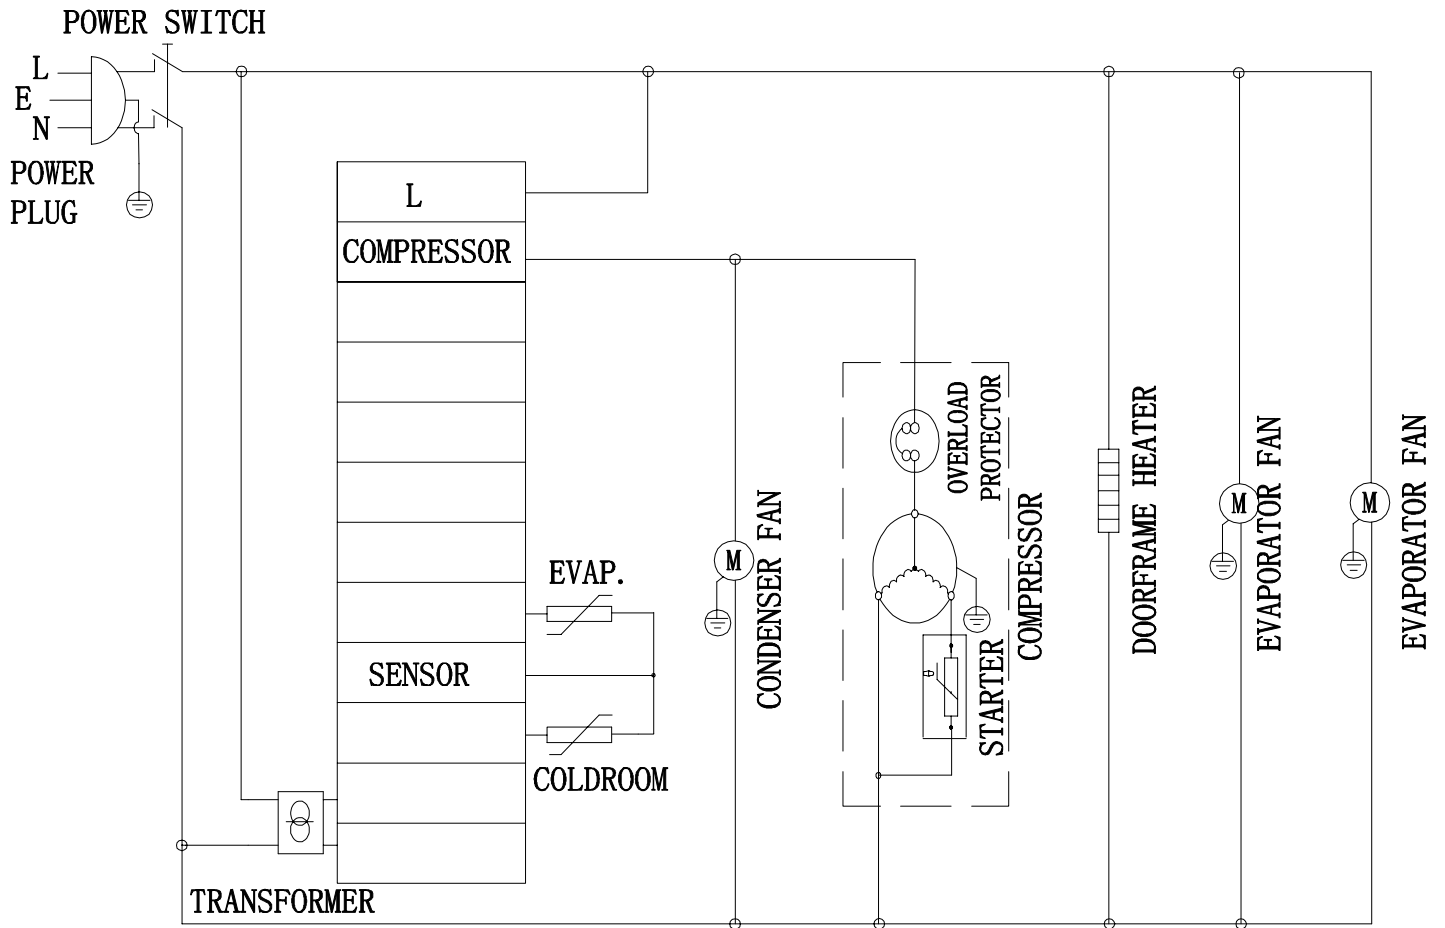 POWER SWITCH
L
E
N
POWER
PLUG
L
COMPRESSOR
SENSOR
EVAP.
COLDROOM
TRANSFORMER
M
CONDENSER FAN
OVERLOAD
PROTECTOR
COMPRESSOR
STARTER
DOORFRAME HEATER
M
EVAPORATOR FAN
M
EVAPORATOR FAN